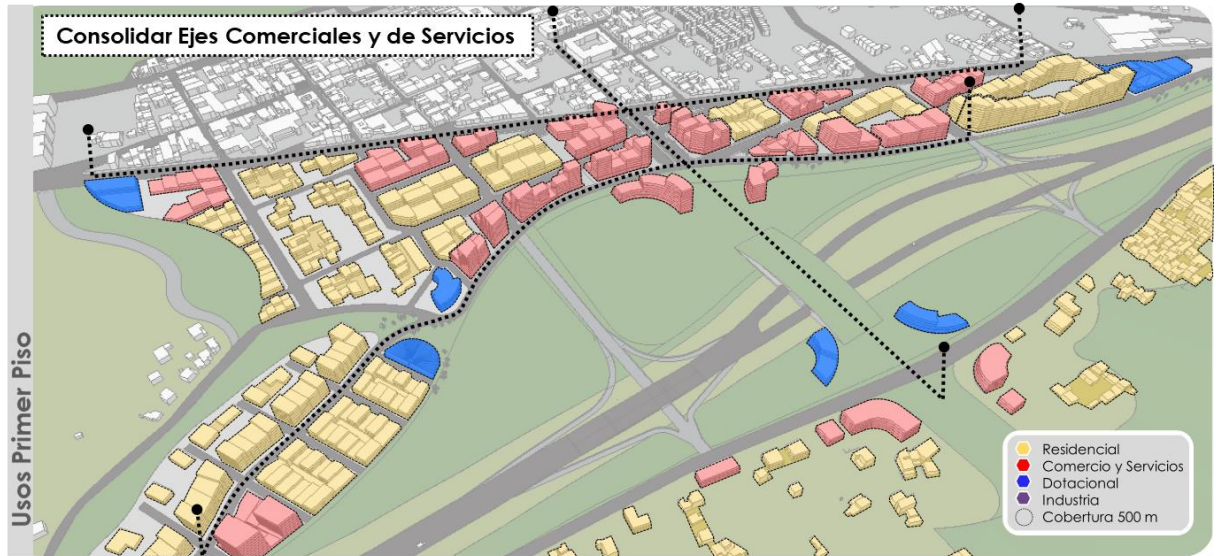 Consolidar Ejes Comerciales y de Servicios
Usos Primer Piso
Residencial
Comercio y Servicios
Dotacional
Industria
Cobertura 500 m